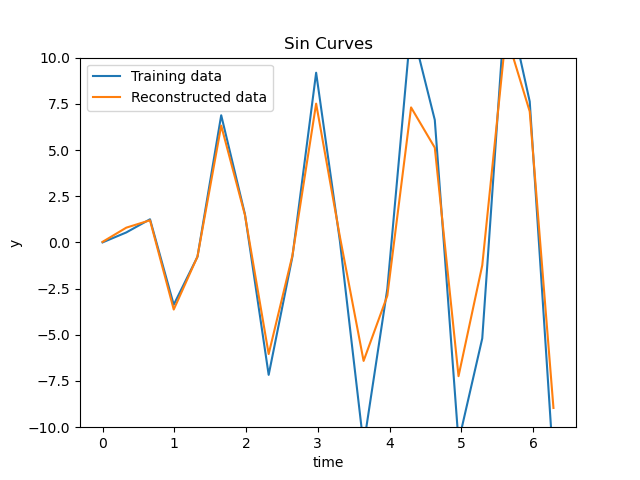 Sin Curves
Training data
Reconstructed data
10.0
7.5
5.0
2.5
0.0
−2.5
−5.0
−7.5
−10.0
y
0 1 2 3 4 5 6
time